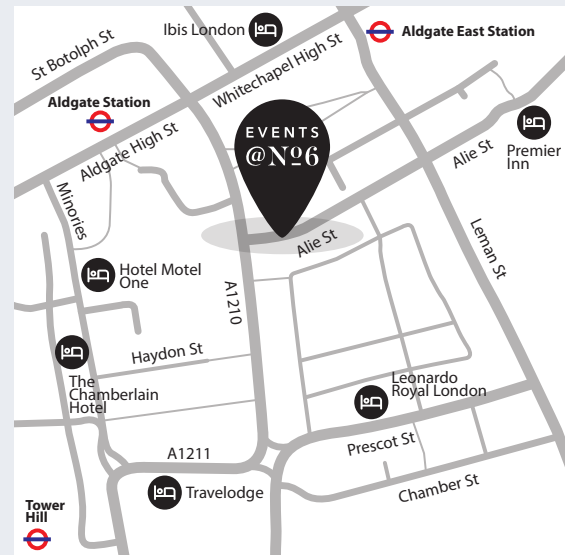 Ibis London
St Botolph St
Aldgate East Station
Whitechapel High St
Aldgate Station
Aldgate High St
EVENTS
@Nº6
Premier
Inn
Alie St
Minories
Alie St
Leman St
Hotel Motel
One
A1210
Haydon St
The
Chamberlain
Hotel
Leonardo
Royal London
Prescot St
A1211
Travelodge
Chamber St
Tower
Hill